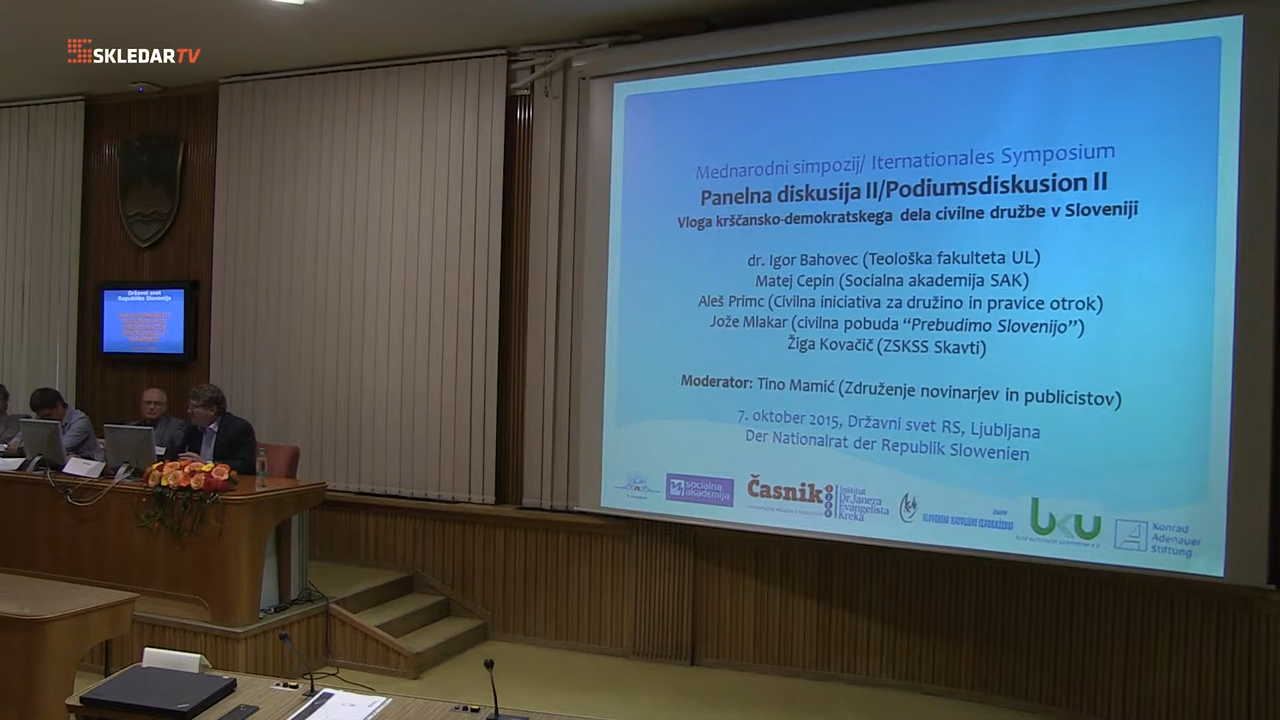 SKLEDARTV
Državni svet
Republike Slovenije
Mednarodni simpozij/ Iternationales Symposium
Panelna diskusija II/Podiumsdiskusion II
Vloga krščansko-demokratskega dela civilne družbe v Sloveniji
dr. Igor Bahovec (Teološka fakulteta UL)
Matej Cepin (Socialna akademija SAK)
Aleš Primc (Civilna iniciativa za družino in pravice otrok)
Jože Mlakar (civilna pobuda “Prebudimo Slovenijo”)
Žiga Kovačič (ZSKSS Skavti)
Moderator: Tino Mamić (Združenje novinarjev in publicistov)
7. oktober 2015, Državni svet RS, Ljubljana
Der Nationalrat der Republik Slowenien
socialna
akademija
Časnik
Inštitut
Dr. Janeza
Evangelista
Kreka
bku
Konrad
Adenauer
Stiftung